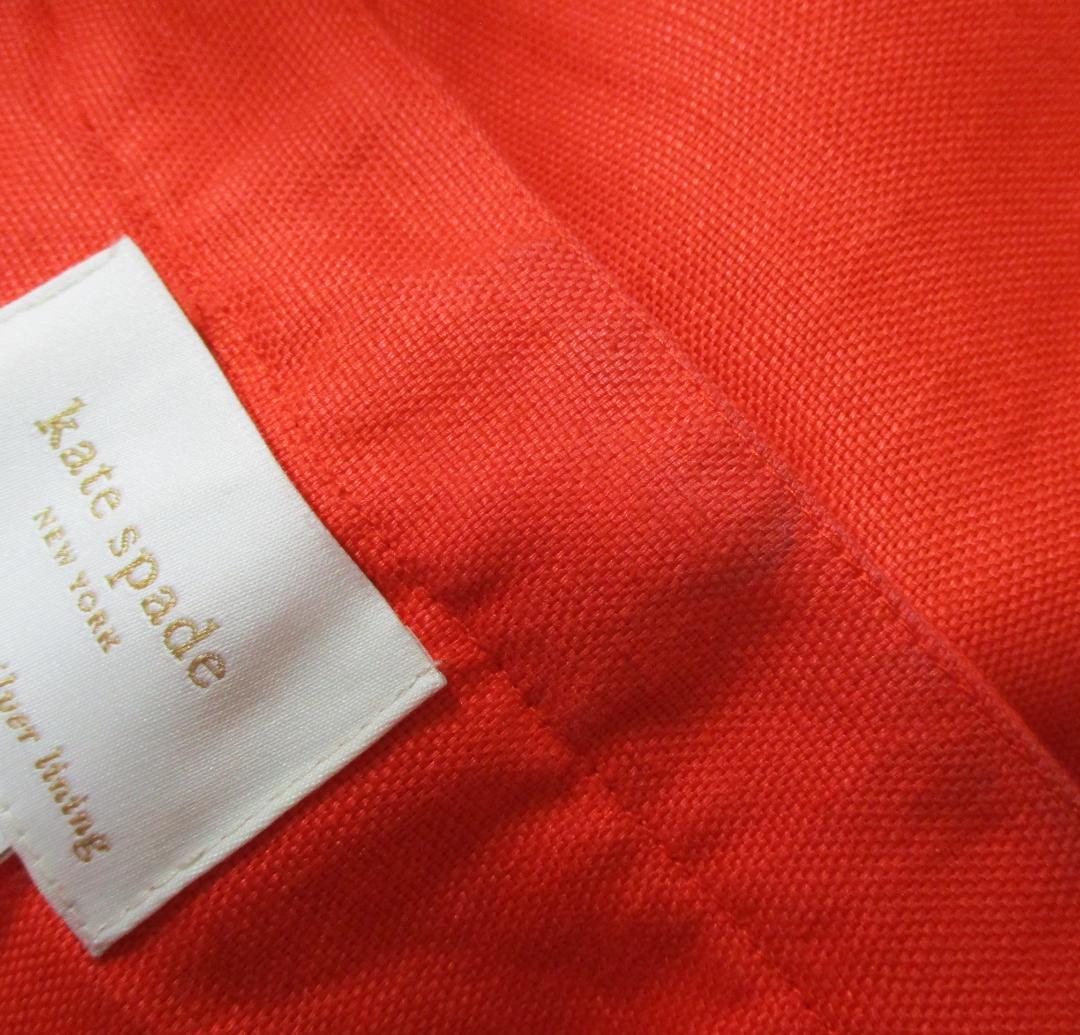 kate spade
NEW YORK
lining